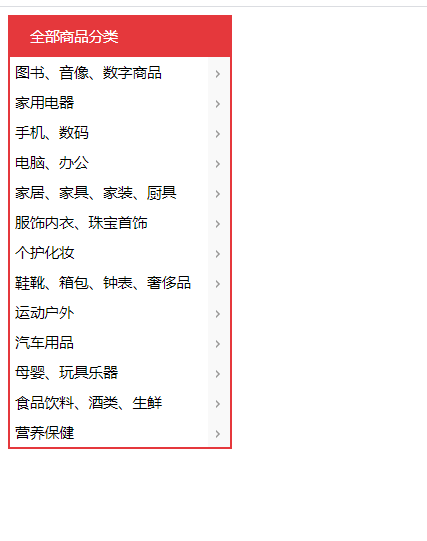 全部商品分类
图书、音像、数字商品
家用电器
手机、数码
电脑、办公
家居、家具、家装、厨具
服饰内衣、珠宝首饰
个护化妆
鞋靴、箱包、钟表、奢侈品
运动户外
汽车用品
母婴、玩具乐器
食品饮料、酒类、生鲜
营养保健